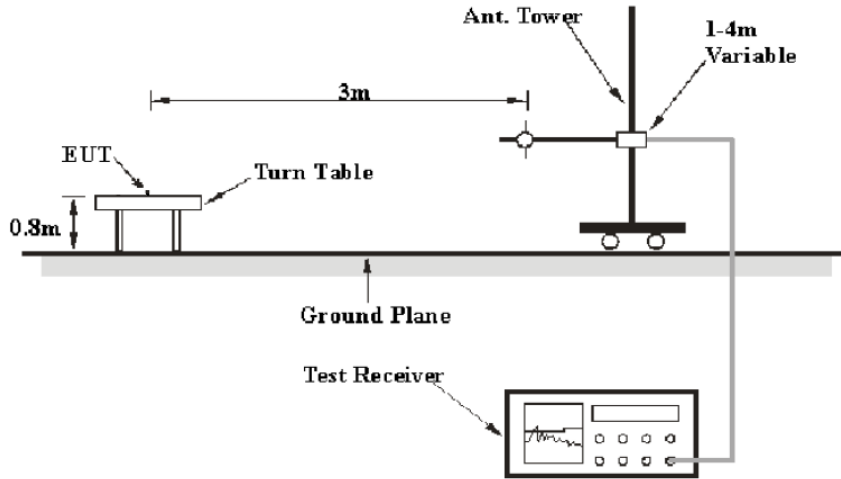 Ant. Tower
1-4m
Variable
3m
EUT
Turn Table
0.8m
Ground Plane
Test Receiver